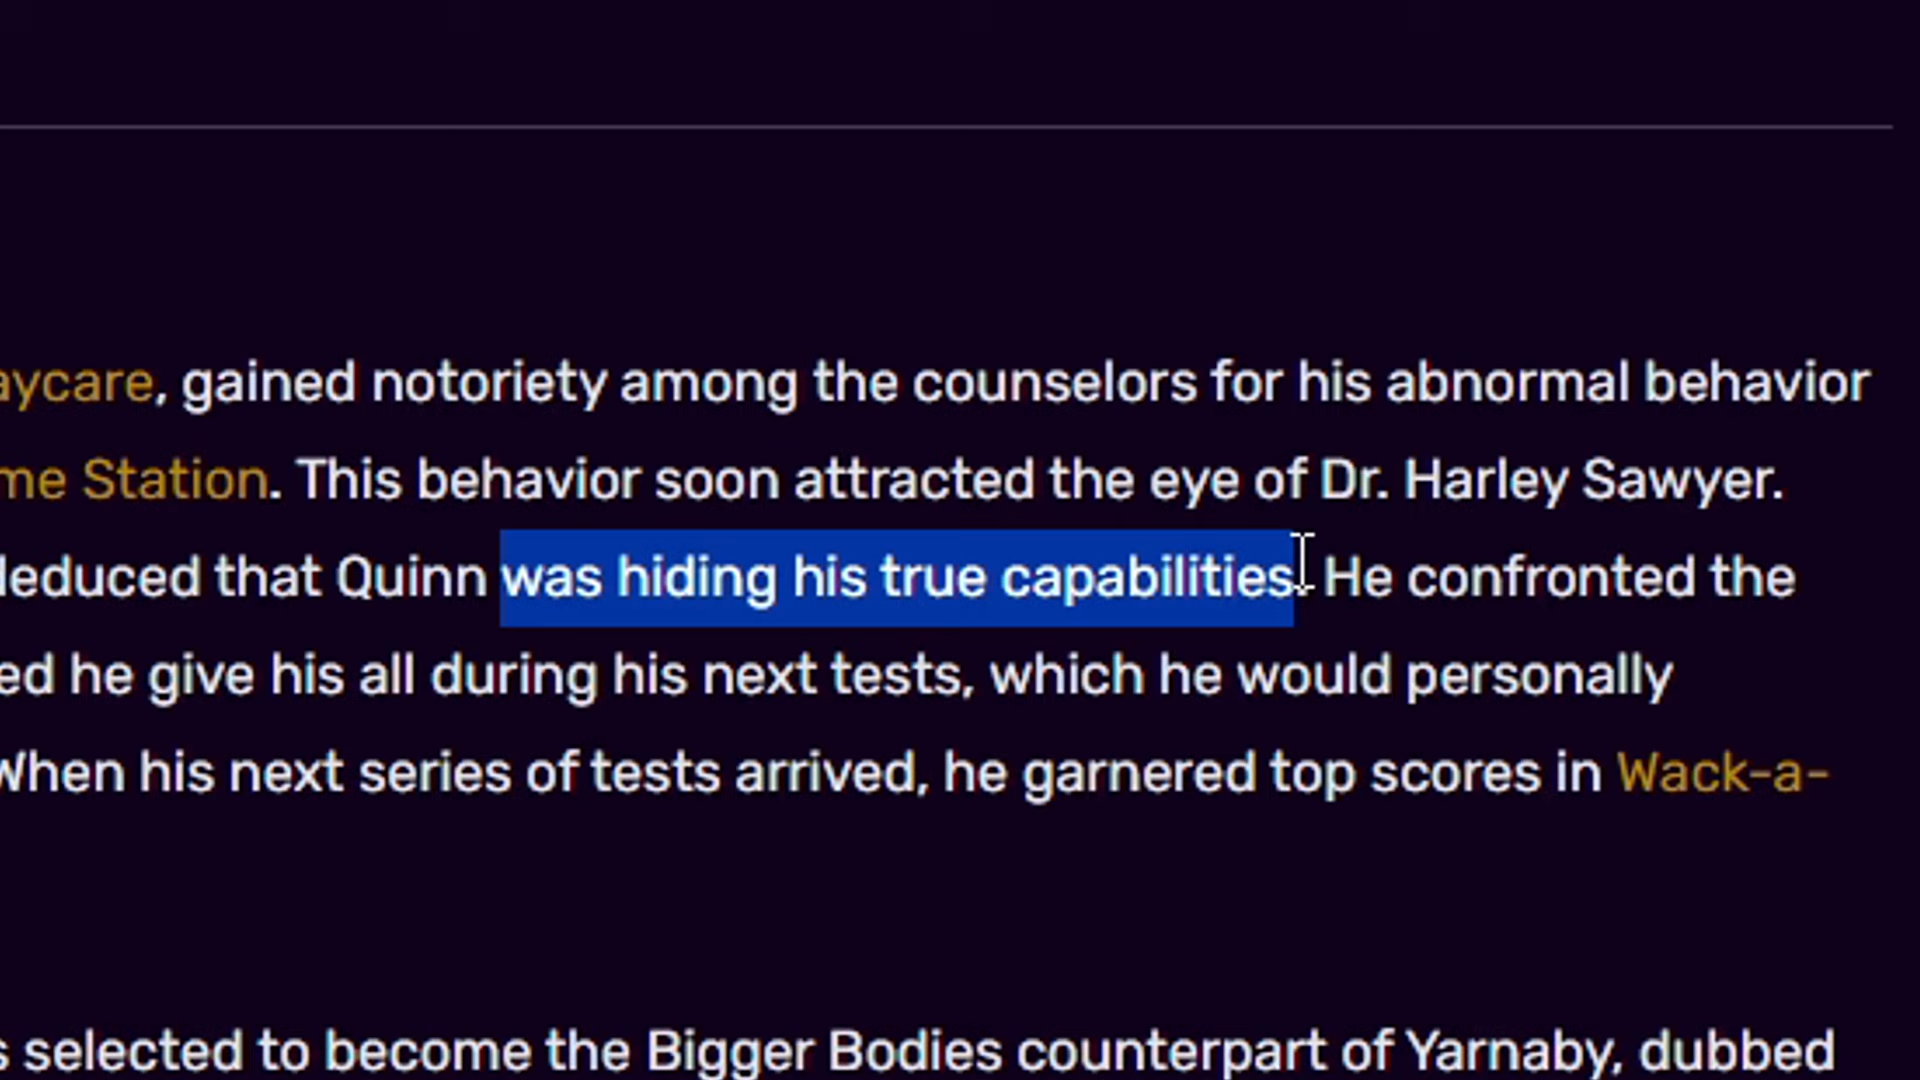 aycare, gained notoriety among the counselors for his abnormal behavior
me Station. This behavior soon attracted the eye of Dr. Harley Sawyer.
deduced that Quinn was hiding his true capabilities. He confronted the
ed he give his all during his next tests, which he would personally
When his next series of tests arrived, he garnered top scores in Wack-a-
s selected to become the Bigger Bodies counterpart of Yarnaby, dubbed